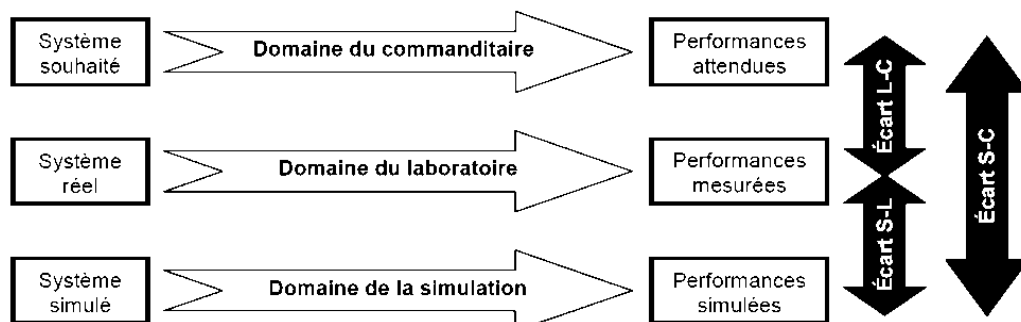 Système
souhaité
Domaine du commanditaire
Performances
attendues
Écart L-C
Écart S-C
Système
réel
Domaine du laboratoire
Performances
mesurées
Écart S-L
Système
simulé
Domaine de la simulation
Performances
simulées